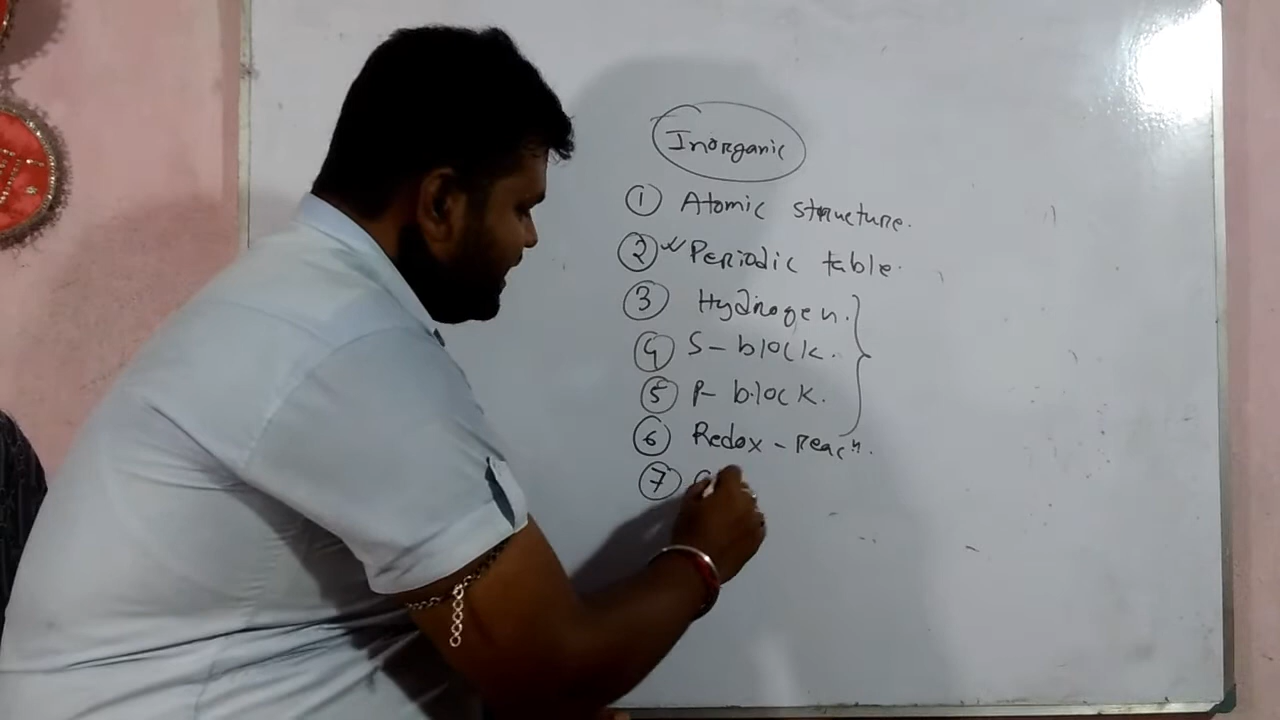 Inorganic
① Atomic structure.
② Periodic table.
③ Hydrogen.
④ S-block.
⑤ P-block.
⑥ Redox-reacⁿ.
⑦